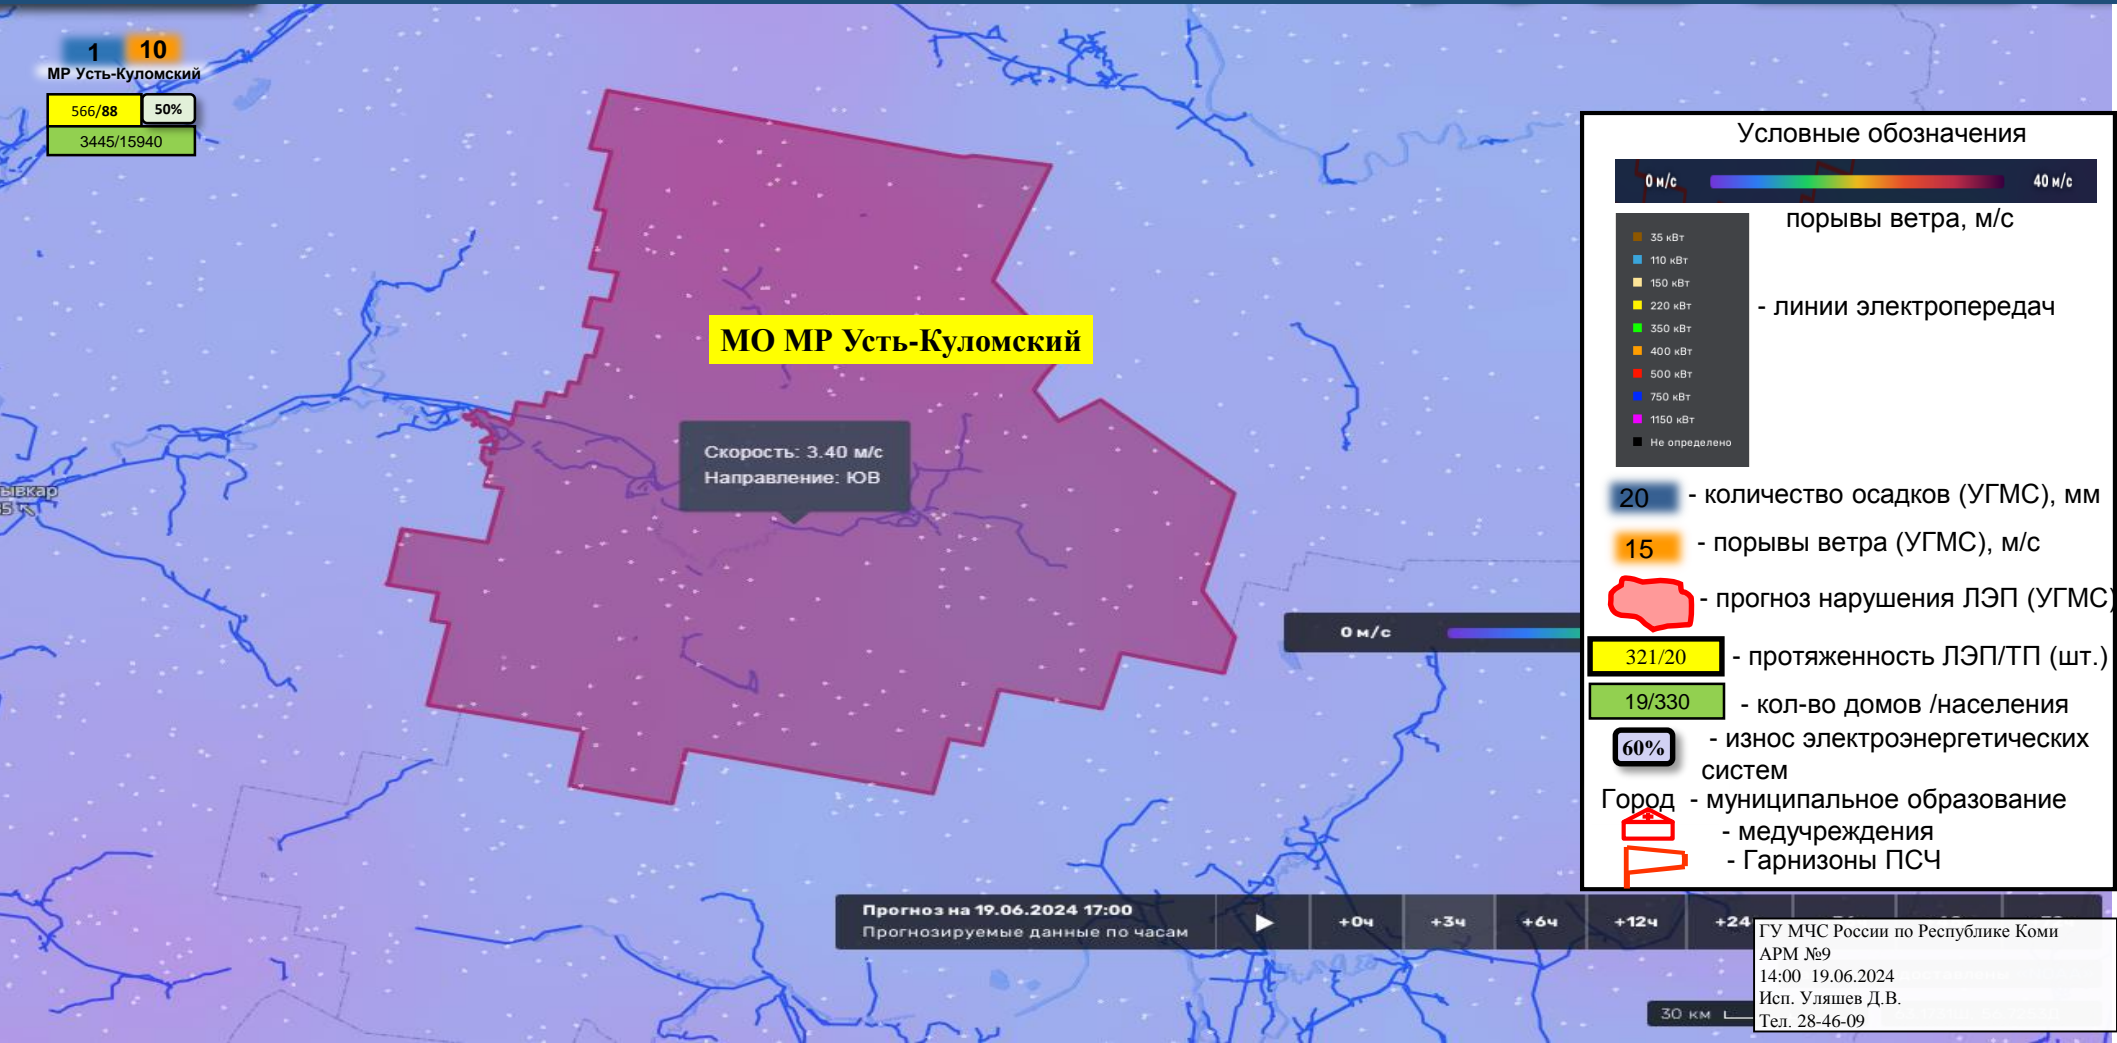 1 10
МР Усть-Куломский
566/88 50%
3445/15940
МО МР Усть-Куломский
Скорость: 3.40 м/с
Направление: ЮВ
0 м/с
Прогноз на 19.06.2024 17:00
Прогнозируемые данные по часам
+0ч +3ч +6ч +12ч +24
30 км
Условные обозначения
0 м/с 40 м/с
порывы ветра, м/с
35 кВт
110 кВт
150 кВт
220 кВт
350 кВт
400 кВт
500 кВт
750 кВт
1150 кВт
Не определено
- линии электропередач
20 - количество осадков (УГМС), мм
15 - порывы ветра (УГМС), м/с
- прогноз нарушения ЛЭП (УГМС)
321/20 - протяженность ЛЭП/ТП (шт.)
19/330 - кол-во домов /населения
60% - износ электроэнергетических
систем
Город - муниципальное образование
- медучреждения
- Гарнизоны ПСЧ
ГУ МЧС России по Республике Коми
АРМ №9
14:00 19.06.2024
Исп. Уляшев Д.В.
Тел. 28-46-09